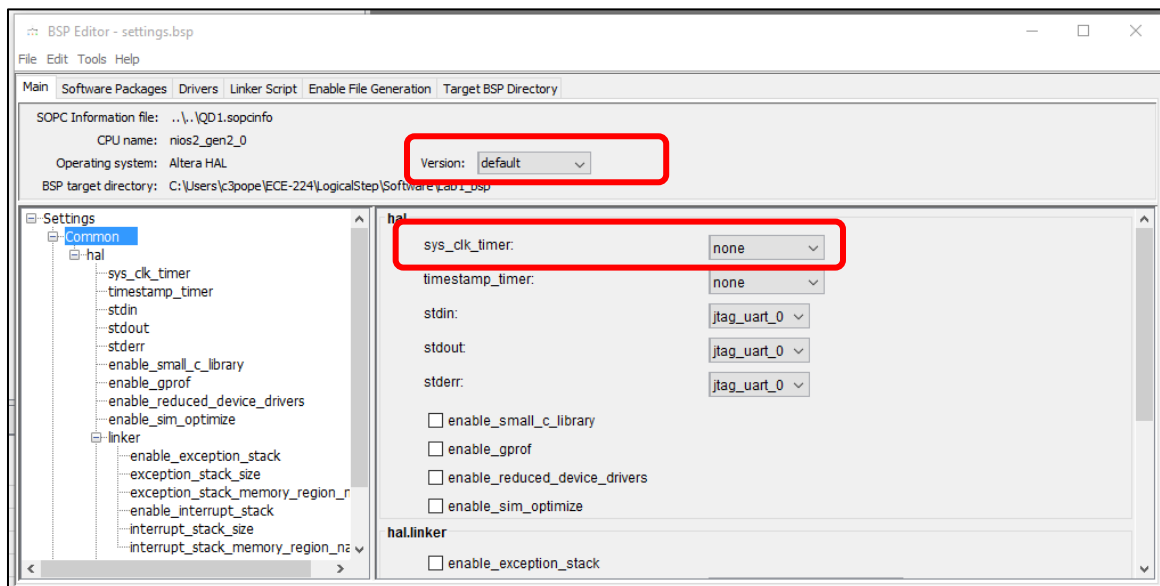 BSP Editor - settings.bsp
File Edit Tools Help
Main Software Packages Drivers Linker Script Enable File Generation Target BSP Directory
SOPC Information file: ..\..\QD1.sopcinfo
CPU name: nios2_gen2_0
Operating system: Altera HAL Version: default
BSP target directory: C:\Users\c3pope\ECE-224\LogicalStep\Software\Lab1_bsp
Settings
Common
hal
sys_clk_timer
timestamp_timer
stdin
stdout
stderr
enable_small_c_library
enable_gprof
enable_reduced_device_drivers
enable_sim_optimize
linker
enable_exception_stack
exception_stack_size
exception_stack_memory_region_n
enable_interrupt_stack
interrupt_stack_size
interrupt_stack_memory_region_na
hal
sys_clk_timer: none
timestamp_timer: none
stdin: jtag_uart_0
stdout: jtag_uart_0
stderr: jtag_uart_0
enable_small_c_library
enable_gprof
enable_reduced_device_drivers
enable_sim_optimize
hal.linker
enable_exception_stack